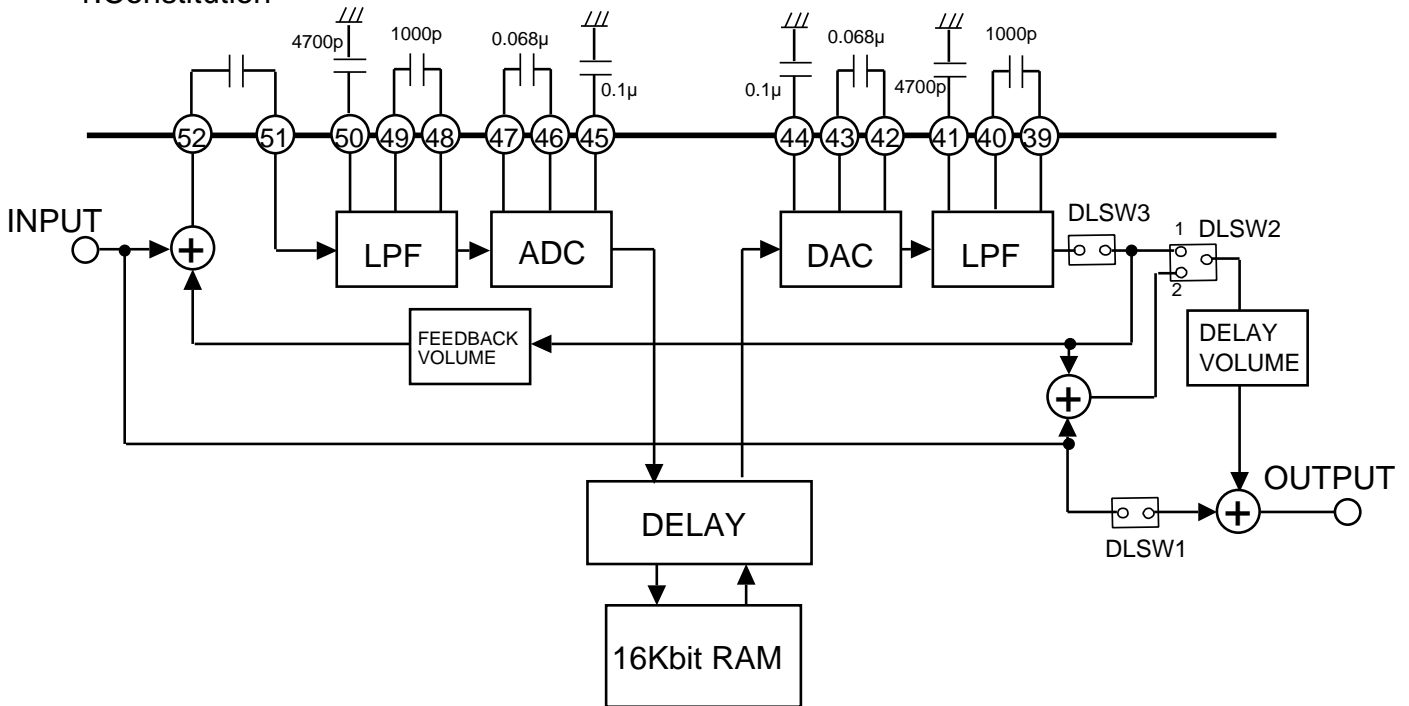 4700p
1000p
0.068µ
0.1µ
0.1µ
0.068µ
4700p
1000p
52
51
50
49
48
47
46
45
44
43
42
41
40
39
INPUT
+
LPF
ADC
DAC
LPF
DLSW3
1
DLSW2
2
FEEDBACK
VOLUME
DELAY
VOLUME
+
OUTPUT
DELAY
+
DLSW1
16Kbit RAM